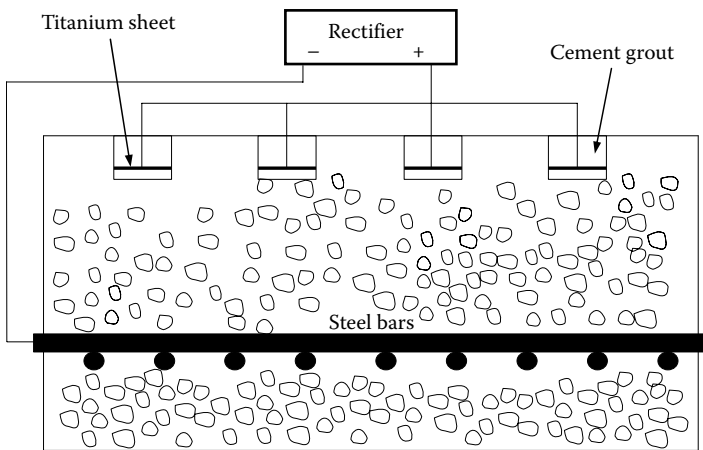 Titanium sheet
Rectifier
− +
Cement grout
Steel bars